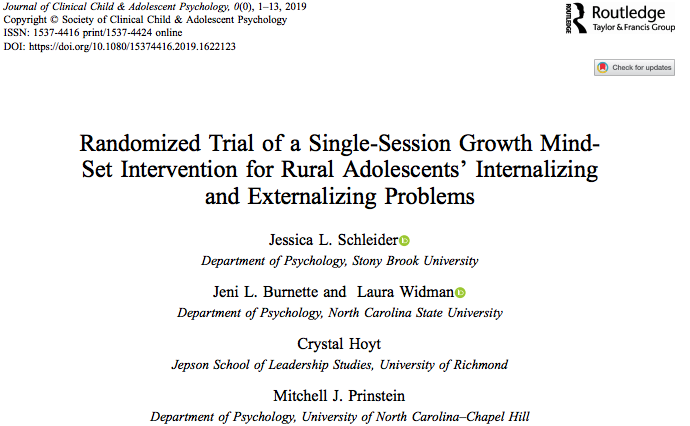 Journal of Clinical Child & Adolescent Psychology, 0(0), 1–13, 2019
Copyright © Society of Clinical Child & Adolescent Psychology
ISSN: 1537-4416 print/1537-4424 online
DOI: https://doi.org/10.1080/15374416.2019.1622123
ROUTLEDGE
Routledge
Taylor & Francis Group
Check for updates
Randomized Trial of a Single-Session Growth Mind-
Set Intervention for Rural Adolescents’ Internalizing
and Externalizing Problems
Jessica L. Schleider
Department of Psychology, Stony Brook University
Jeni L. Burnette and Laura Widman
Department of Psychology, North Carolina State University
Crystal Hoyt
Jepson School of Leadership Studies, University of Richmond
Mitchell J. Prinstein
Department of Psychology, University of North Carolina–Chapel Hill